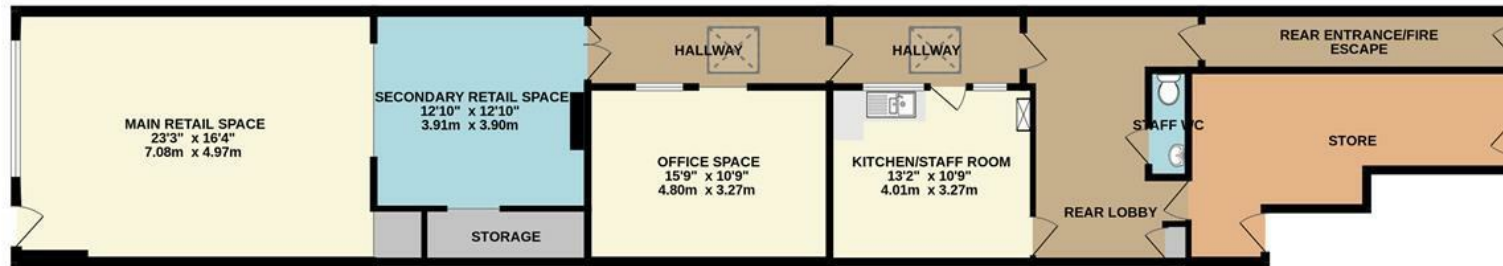 MAIN RETAIL SPACE
23'3" x 16'4"
7.08m x 4.97m
SECONDARY RETAIL SPACE
12'10" x 12'10"
3.91m x 3.90m
STORAGE
HALLWAY
OFFICE SPACE
15'9" x 10'9"
4.80m x 3.27m
HALLWAY
KITCHEN/STAFF ROOM
13'2" x 10'9"
4.01m x 3.27m
REAR LOBBY
STAFF WC
REAR ENTRANCE/FIRE
ESCAPE
STORE